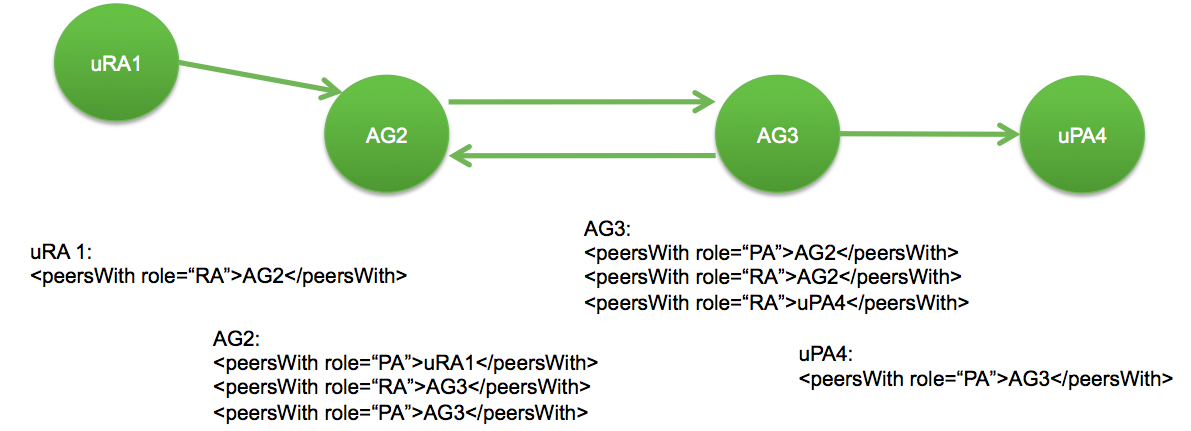 uRA1
AG2
AG3
uPA4
uRA 1:
<peersWith role=“RA”>AG2</peersWith>
AG2:
<peersWith role=“PA”>uRA1</peersWith>
<peersWith role=“RA”>AG3</peersWith>
<peersWith role=“PA”>AG3</peersWith>
AG3:
<peersWith role=“PA”>AG2</peersWith>
<peersWith role=“RA”>AG2</peersWith>
<peersWith role=“RA”>uPA4</peersWith>
uPA4:
<peersWith role=“PA”>AG3</peersWith>